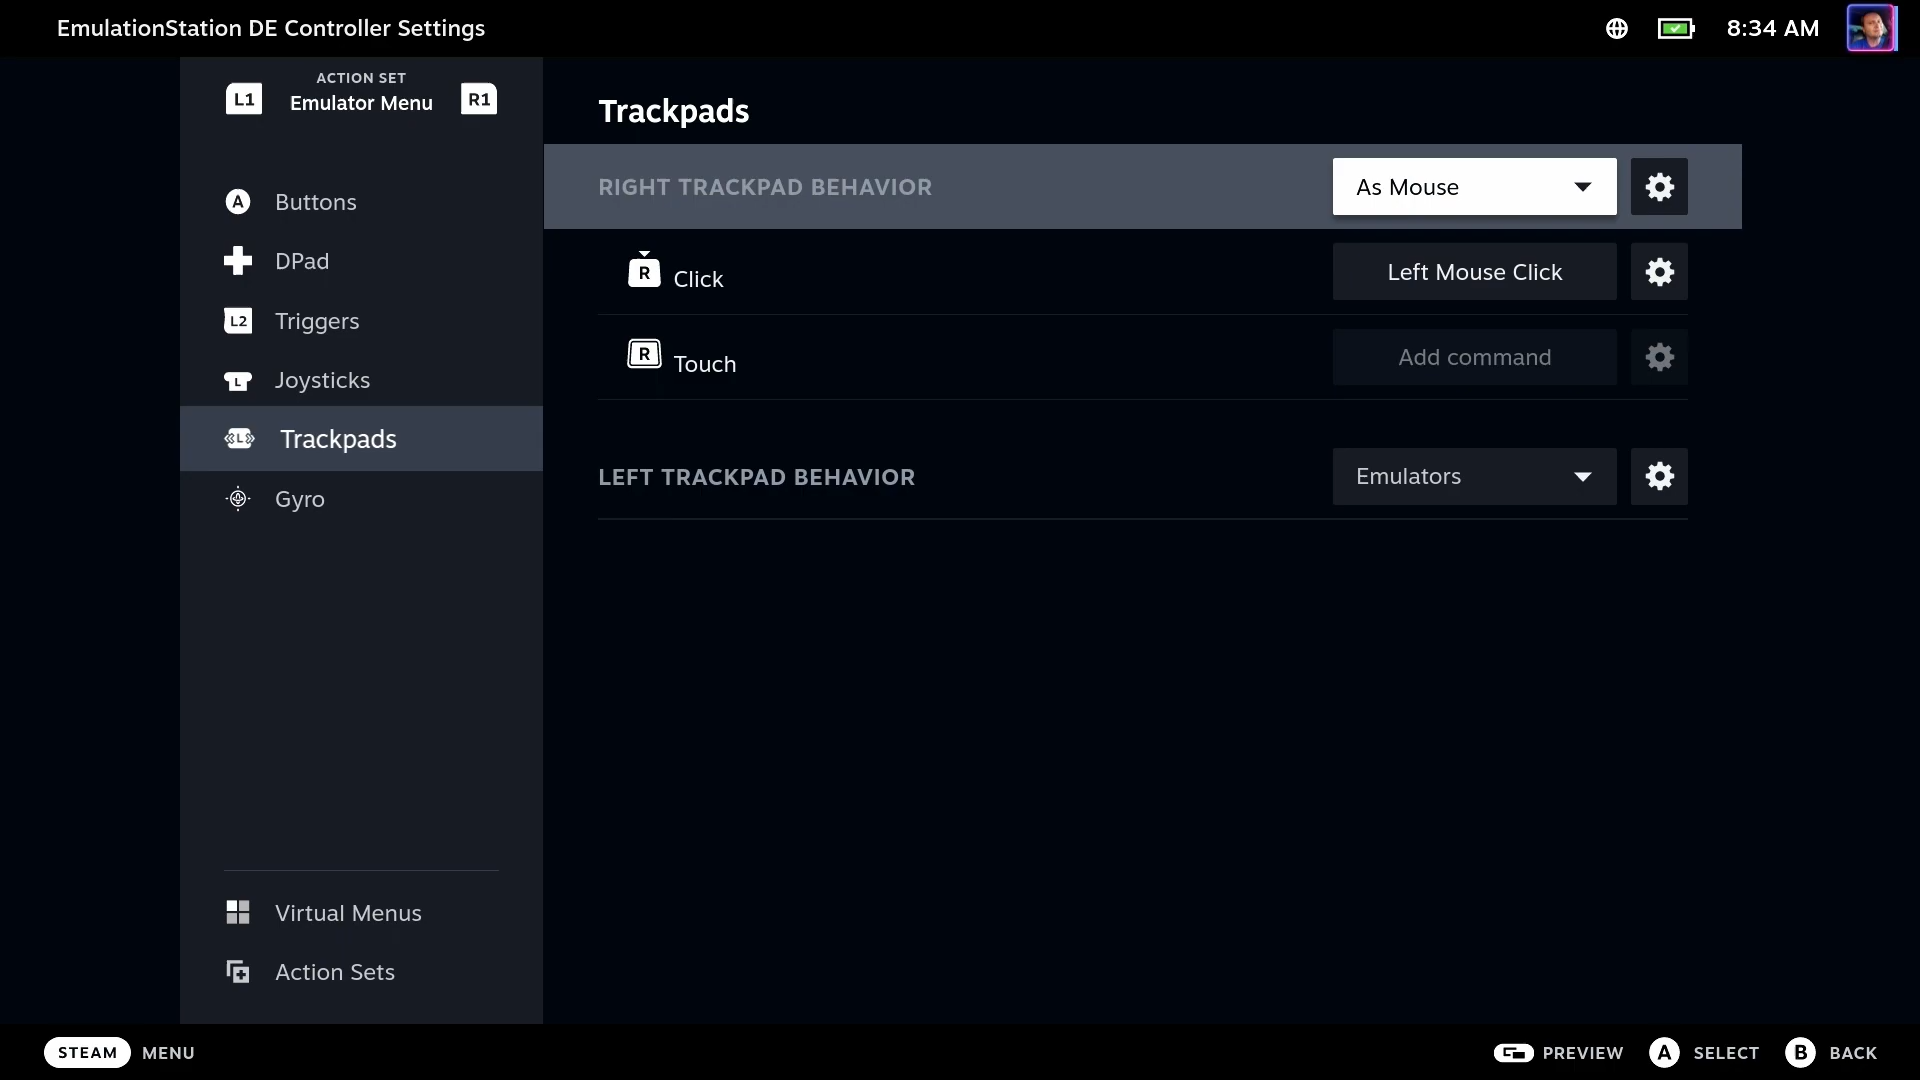 EmulationStation DE Controller Settings
8:34 AM
L1
ACTION SET
Emulator Menu
R1
A Buttons
DPad
L2 Triggers
L Joysticks
L Trackpads
Gyro
Virtual Menus
Action Sets
Trackpads
RIGHT TRACKPAD BEHAVIOR As Mouse
R Click Left Mouse Click
R Touch Add command
LEFT TRACKPAD BEHAVIOR Emulators
STEAM MENU
PREVIEW A SELECT B BACK